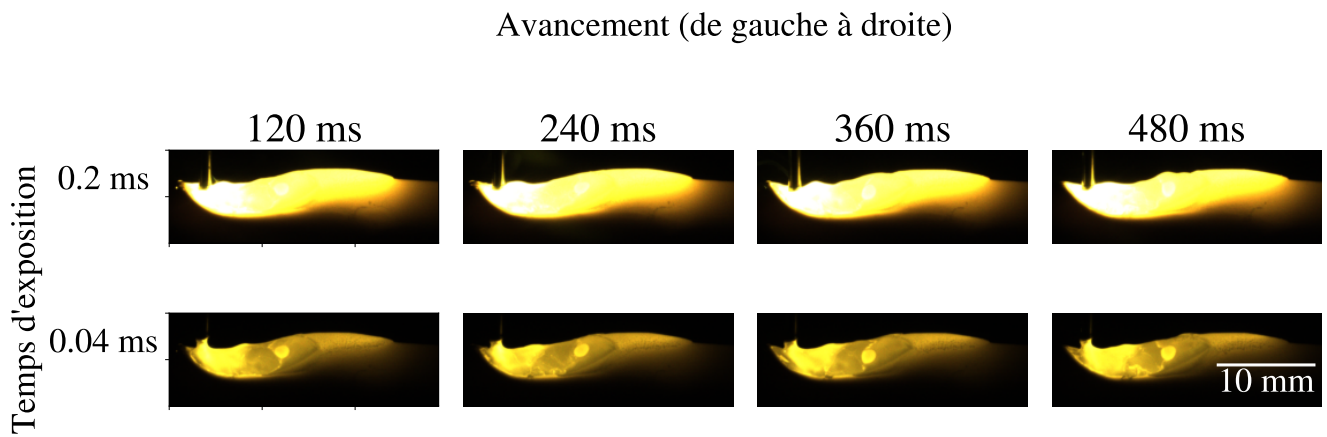 Avancement (de gauche à droite)
120 ms
240 ms
360 ms
480 ms
Temps d'exposition
0.2 ms
0.04 ms
10 mm